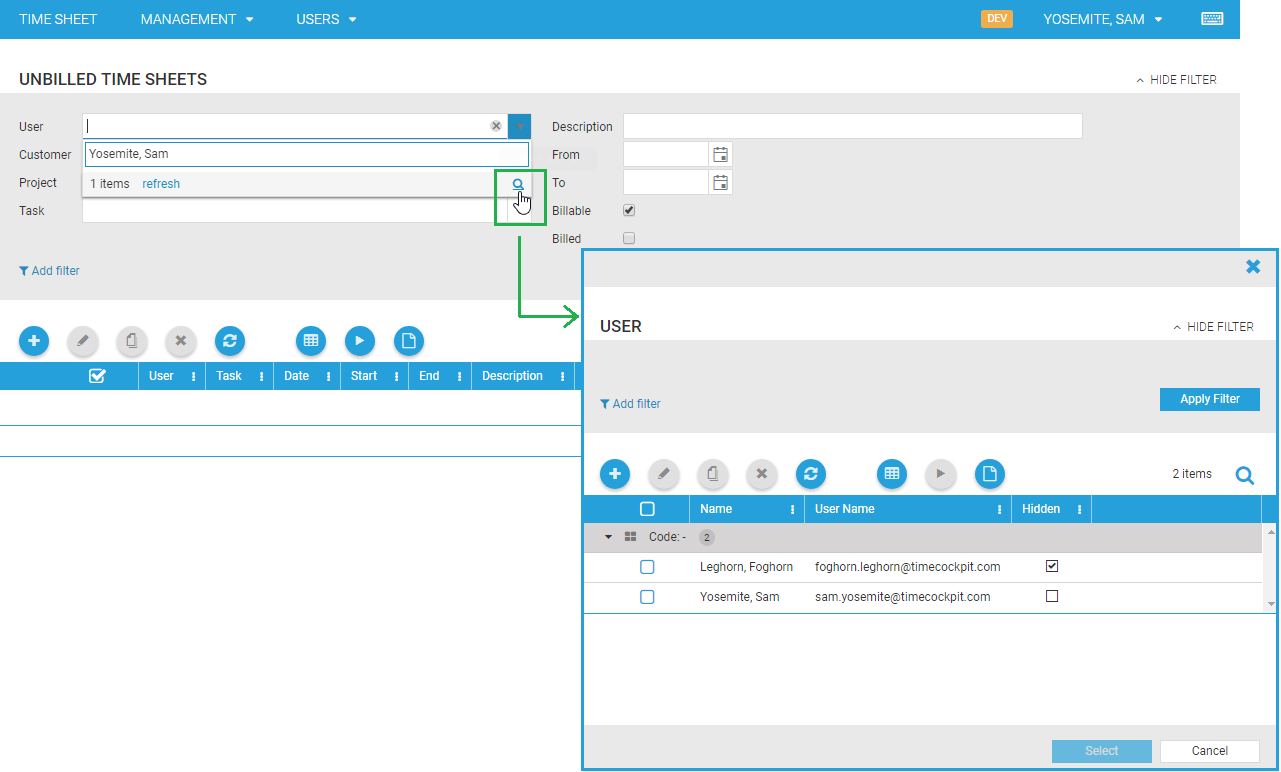 TIME SHEET MANAGEMENT USERS DEV YOSEMITE, SAM
UNBILLED TIME SHEETS HIDE FILTER
User Description
Yosemite, Sam
Customer From
1 items refresh
Project To
Task Billable
Billed
Add filter
User Task Date Start End Description
USER HIDE FILTER
Add filter Apply Filter
2 items
Name User Name Hidden
Code: - 2
Leghorn, Foghorn foghorn.leghorn@timecockpit.com
Yosemite, Sam sam.yosemite@timecockpit.com
Select Cancel